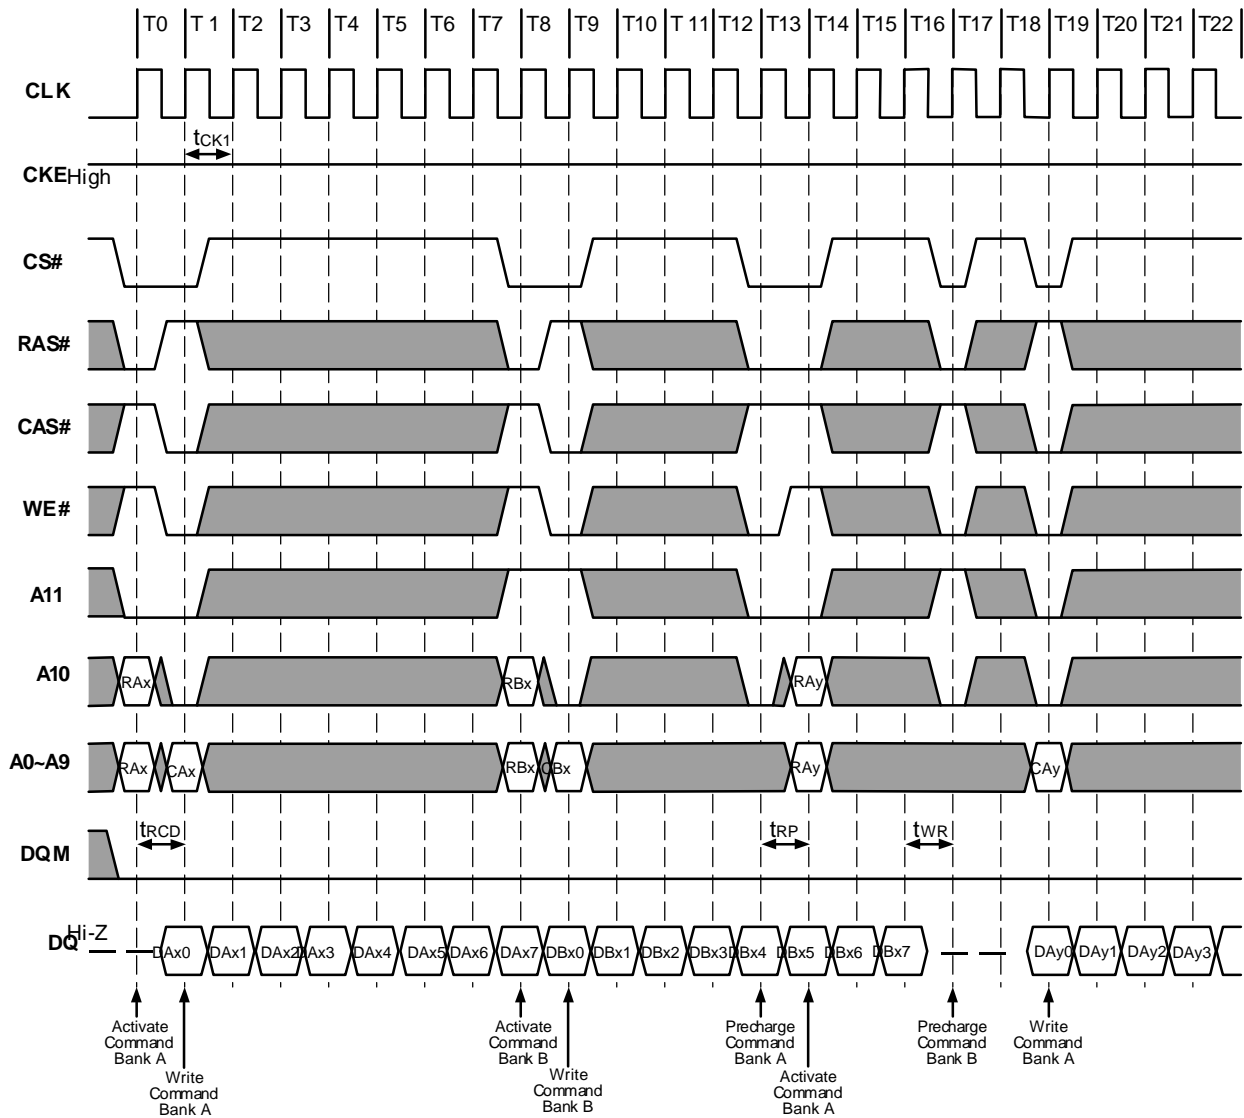 T0 T 1 T2 T3 T4 T5 T6 T7 T8 T9 T10 T 11 T12 T13 T14 T15 T16 T17 T18 T19 T20 T21 T22
CLK
tCK1
CKE High
CS#
RAS#
CAS#
WE#
A11
A10 RAx RBx RAy
A0~A9 RAx CAx RBx CBx RAy CAy
tRCD tRP tWR
DQM
Hi-Z
DQ DAx0 DAx1 DAx2 DAx3 DAx4 DAx5 DAx6 DAx7 DBx0 DBx1 DBx2 DBx3 DBx4 DBx5 DBx6 DBx7 DAy0 DAy1 DAy2 DAy3
Activate
Command
Bank A
Write
Command
Bank A
Activate
Command
Bank B
Write
Command
Bank B
Precharge
Command
Bank A
Activate
Command
Bank A
Precharge
Command
Bank B
Write
Command
Bank A